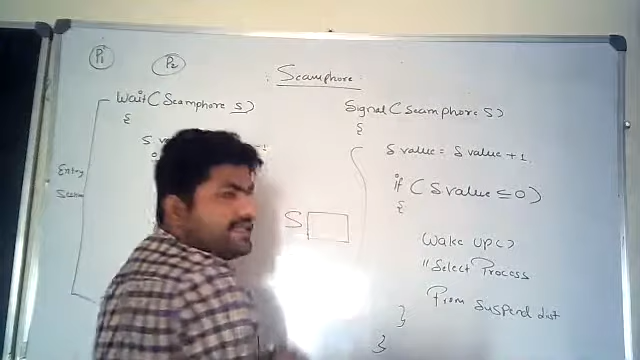 P1 P2
Seamphore
Wait( Seamphore s)
{
Entry
Signal( Seamphore s)
{
S value = S value + 1
if ( S value ≤ 0 )
{
Wake up( )
"Select Process
From suspend list
}
}
S